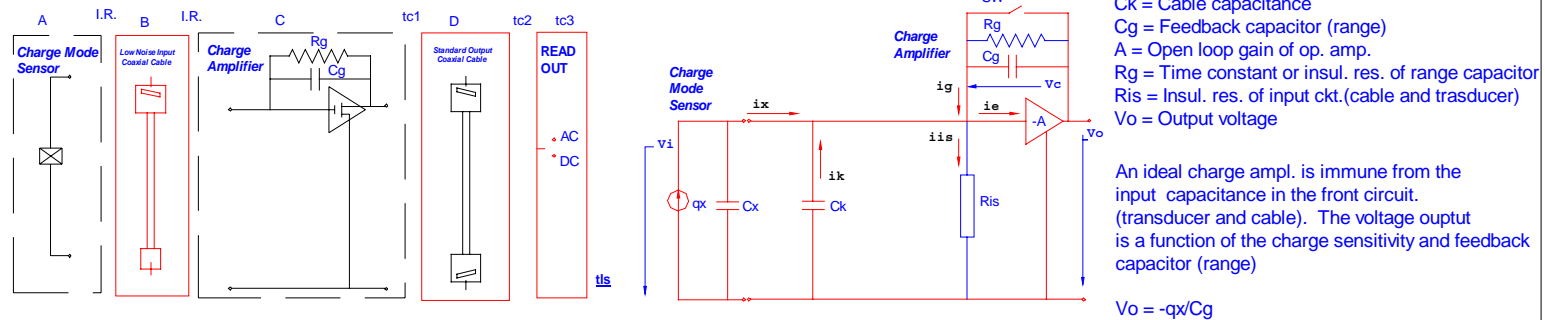 A
I.R.
B
I.R.
C
tc1
D
tc2
tc3
Charge Mode
Sensor
Low Noise Input
Coaxial Cable
Charge
Amplifier
Rg
Cg
Standard Output
Coaxial Cable
READ
OUT
AC
DC
tls
Charge
Mode
Sensor
Charge
Amplifier
Rg
Cg
Vc
ix
ig
ie
-A
Vo
Vi
iis
ik
qx
Cx
Ck
Ris
Ck = Cable capacitance
Cg = Feedback capacitor (range)
A = Open loop gain of op. amp.
Rg = Time constant or insul. res. of range capacitor
Ris = Insul. res. of input ckt.(cable and trasducer)
Vo = Output voltage
An ideal charge ampl. is immune from the
input capacitance in the front circuit.
(transducer and cable). The voltage ouptut
is a function of the charge sensitivity and feedback
capacitor (range)
Vo = -qx/Cg